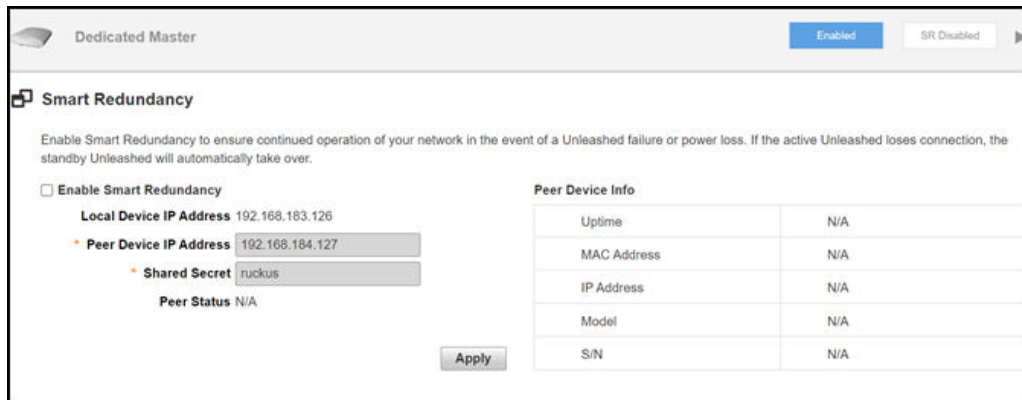 Dedicated Master
Enabled
SR Disabled
Smart Redundancy
Enable Smart Redundancy to ensure continued operation of your network in the event of a Unleashed failure or power loss. If the active Unleashed loses connection, the
standby Unleashed will automatically take over.
Enable Smart Redundancy
Local Device IP Address 192.168.183.126
* Peer Device IP Address 192.168.184.127
* Shared Secret ruckus
Peer Status N/A
Apply
Peer Device Info
Uptime N/A
MAC Address N/A
IP Address N/A
Model N/A
S/N N/A